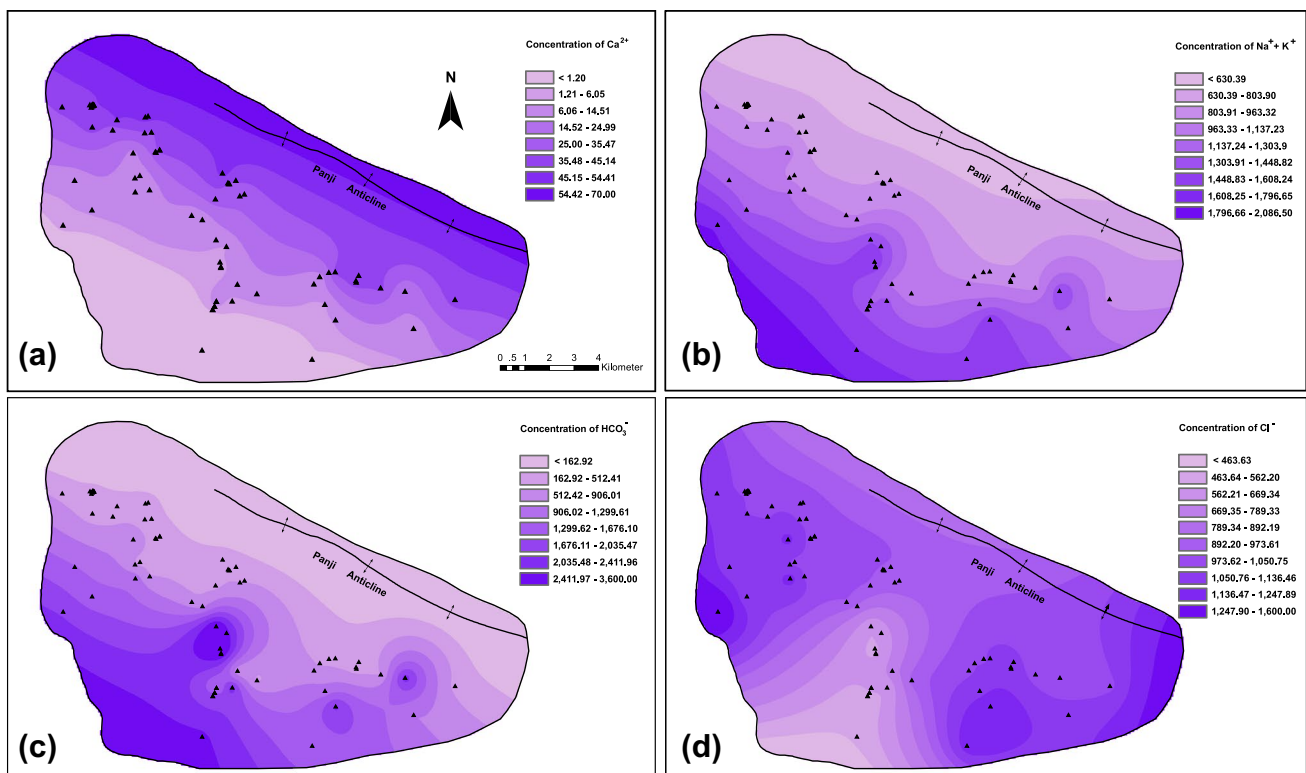 (a)
Concentration of Ca2+
< 1.20
1.21 - 6.05
6.06 - 14.51
14.52 - 24.99
25.00 - 35.47
35.48 - 45.14
45.15 - 54.41
54.42 - 70.00
N
Panji Anticline
0 .5 1 2 3 4
Kilometer
(b)
Concentration of Na+ + K+
< 630.39
630.39 - 803.90
803.91 - 963.32
963.33 - 1,137.23
1,137.24 - 1,303.9
1,303.91 - 1,448.82
1,448.83 - 1,608.24
1,608.25 - 1,796.65
1,796.66 - 2,086.50
Panji Anticline
(c)
Concentration of HCO3-
< 162.92
162.92 - 512.41
512.42 - 906.01
906.02 - 1,299.61
1,299.62 - 1,676.10
1,676.11 - 2,035.47
2,035.48 - 2,411.96
2,411.97 - 3,600.00
Panji Anticline
(d)
Concentration of Cl-
< 463.63
463.64 - 562.20
562.21 - 669.34
669.35 - 789.33
789.34 - 892.19
892.20 - 973.61
973.62 - 1,050.75
1,050.76 - 1,136.46
1,136.47 - 1,247.89
1,247.90 - 1,600.00
Panji Anticline